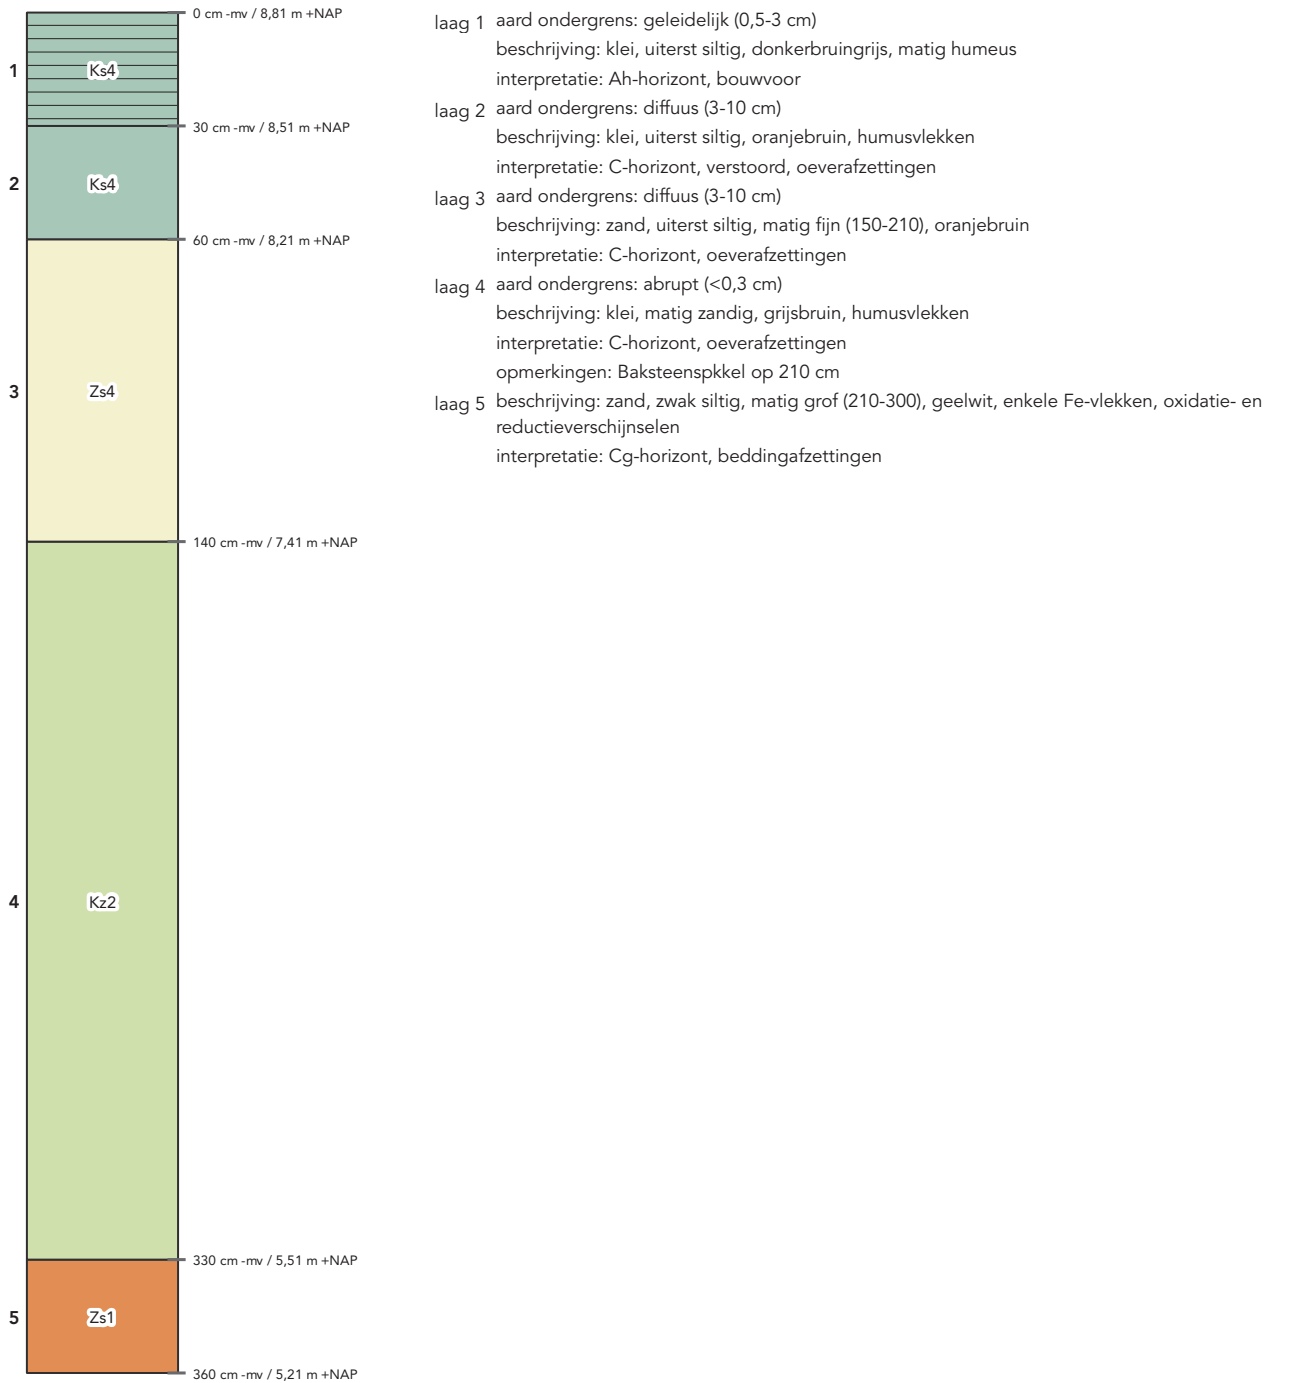 0 cm -mv / 8,81 m +NAP
1
Ks4
30 cm -mv / 8,51 m +NAP
2
Ks4
60 cm -mv / 8,21 m +NAP
3
Zs4
140 cm -mv / 7,41 m +NAP
4
Kz2
330 cm -mv / 5,51 m +NAP
5
Zs1
360 cm -mv / 5,21 m +NAP
laag 1 aard ondergrens: geleidelijk (0,5-3 cm)
beschrijving: klei, uiterst siltig, donkerbruingrijs, matig humeus
interpretatie: Ah-horizont, bouwvoor
laag 2 aard ondergrens: diffuus (3-10 cm)
beschrijving: klei, uiterst siltig, oranjebruin, humusvlekken
interpretatie: C-horizont, verstoord, oeverafzettingen
laag 3 aard ondergrens: diffuus (3-10 cm)
beschrijving: zand, uiterst siltig, matig fijn (150-210), oranjebruin
interpretatie: C-horizont, oeverafzettingen
laag 4 aard ondergrens: abrupt (<0,3 cm)
beschrijving: klei, matig zandig, grijsbruin, humusvlekken
interpretatie: C-horizont, oeverafzettingen
opmerkingen: Baksteenspkkel op 210 cm
laag 5 beschrijving: zand, zwak siltig, matig grof (210-300), geelwit, enkele Fe-vlekken, oxidatie- en
reductieverschijnselen
interpretatie: Cg-horizont, beddingafzettingen